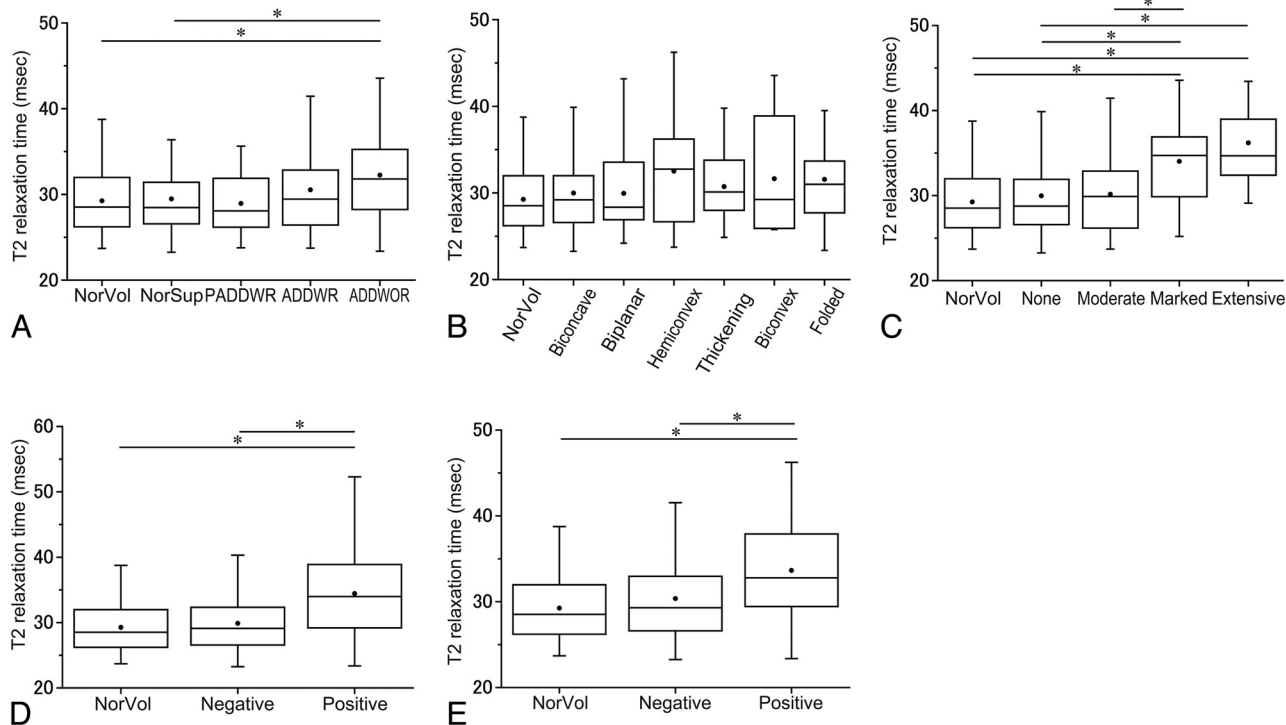 * *
T2 relaxation time (msec)
50
40
30
20
NorVol NorSup PADDWR ADDWR ADDWOR
A
T2 relaxation time (msec)
50
40
30
20
NorVol Biconcave Biplanar Hemiconvex Thickening Biconvex Folded
B
* * * * *
T2 relaxation time (msec)
50
40
30
20
NorVol None Moderate Marked Extensive
C
* *
T2 relaxation time (msec)
60
50
40
30
20
NorVol Negative Positive
D
* *
T2 relaxation time (msec)
50
40
30
20
NorVol Negative Positive
E